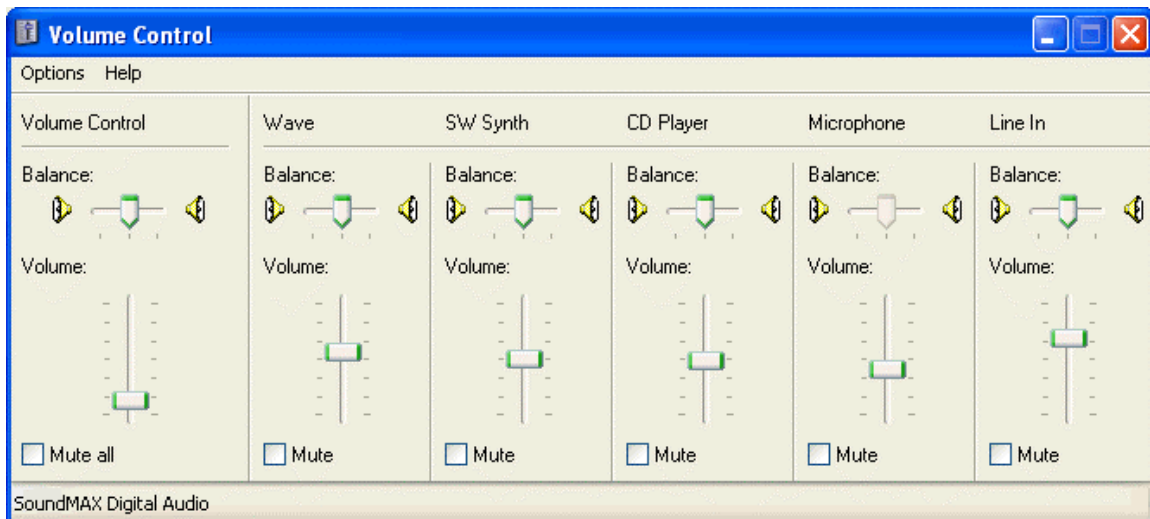 Volume Control
Options Help
Volume Control Wave SW Synth CD Player Microphone Line In
Balance: Balance: Balance: Balance: Balance: Balance:
Volume: Volume: Volume: Volume: Volume: Volume:
Mute all Mute Mute Mute Mute Mute
SoundMAX Digital Audio